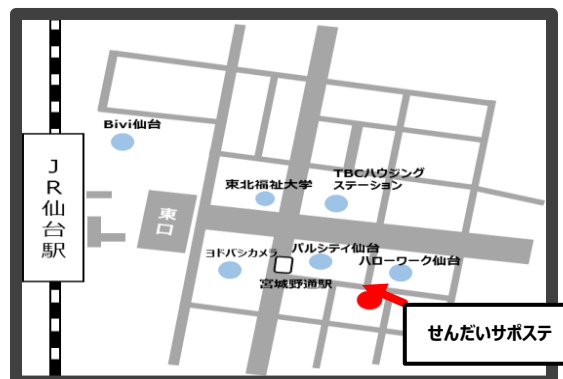 Bivi仙台
JR仙台駅
東口
東北福祉大学
TBCハウジング
ステーション
ヨドバシカメラ
パルシティ仙台
ハローワーク仙台
宮城野通駅
せんだいサポステ